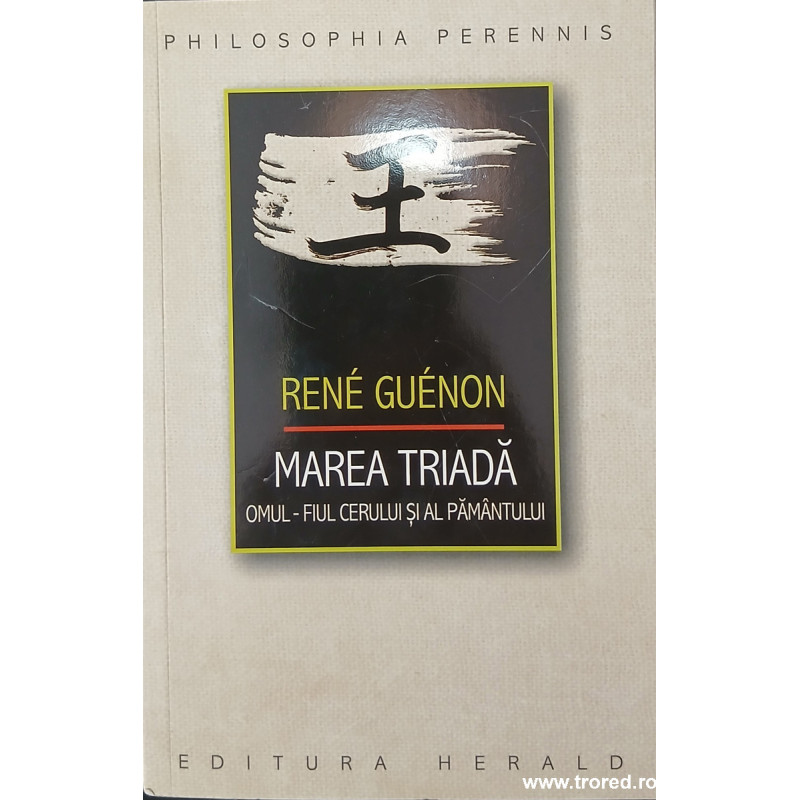 PHILOSOPHIA PERENNIS
王
RENÉ GUÉNON
MAREA TRIADĂ
OMUL - FIUL CERULUI ȘI AL PĂMÂNTULUI
EDITURA HERALD
www.trored.ro